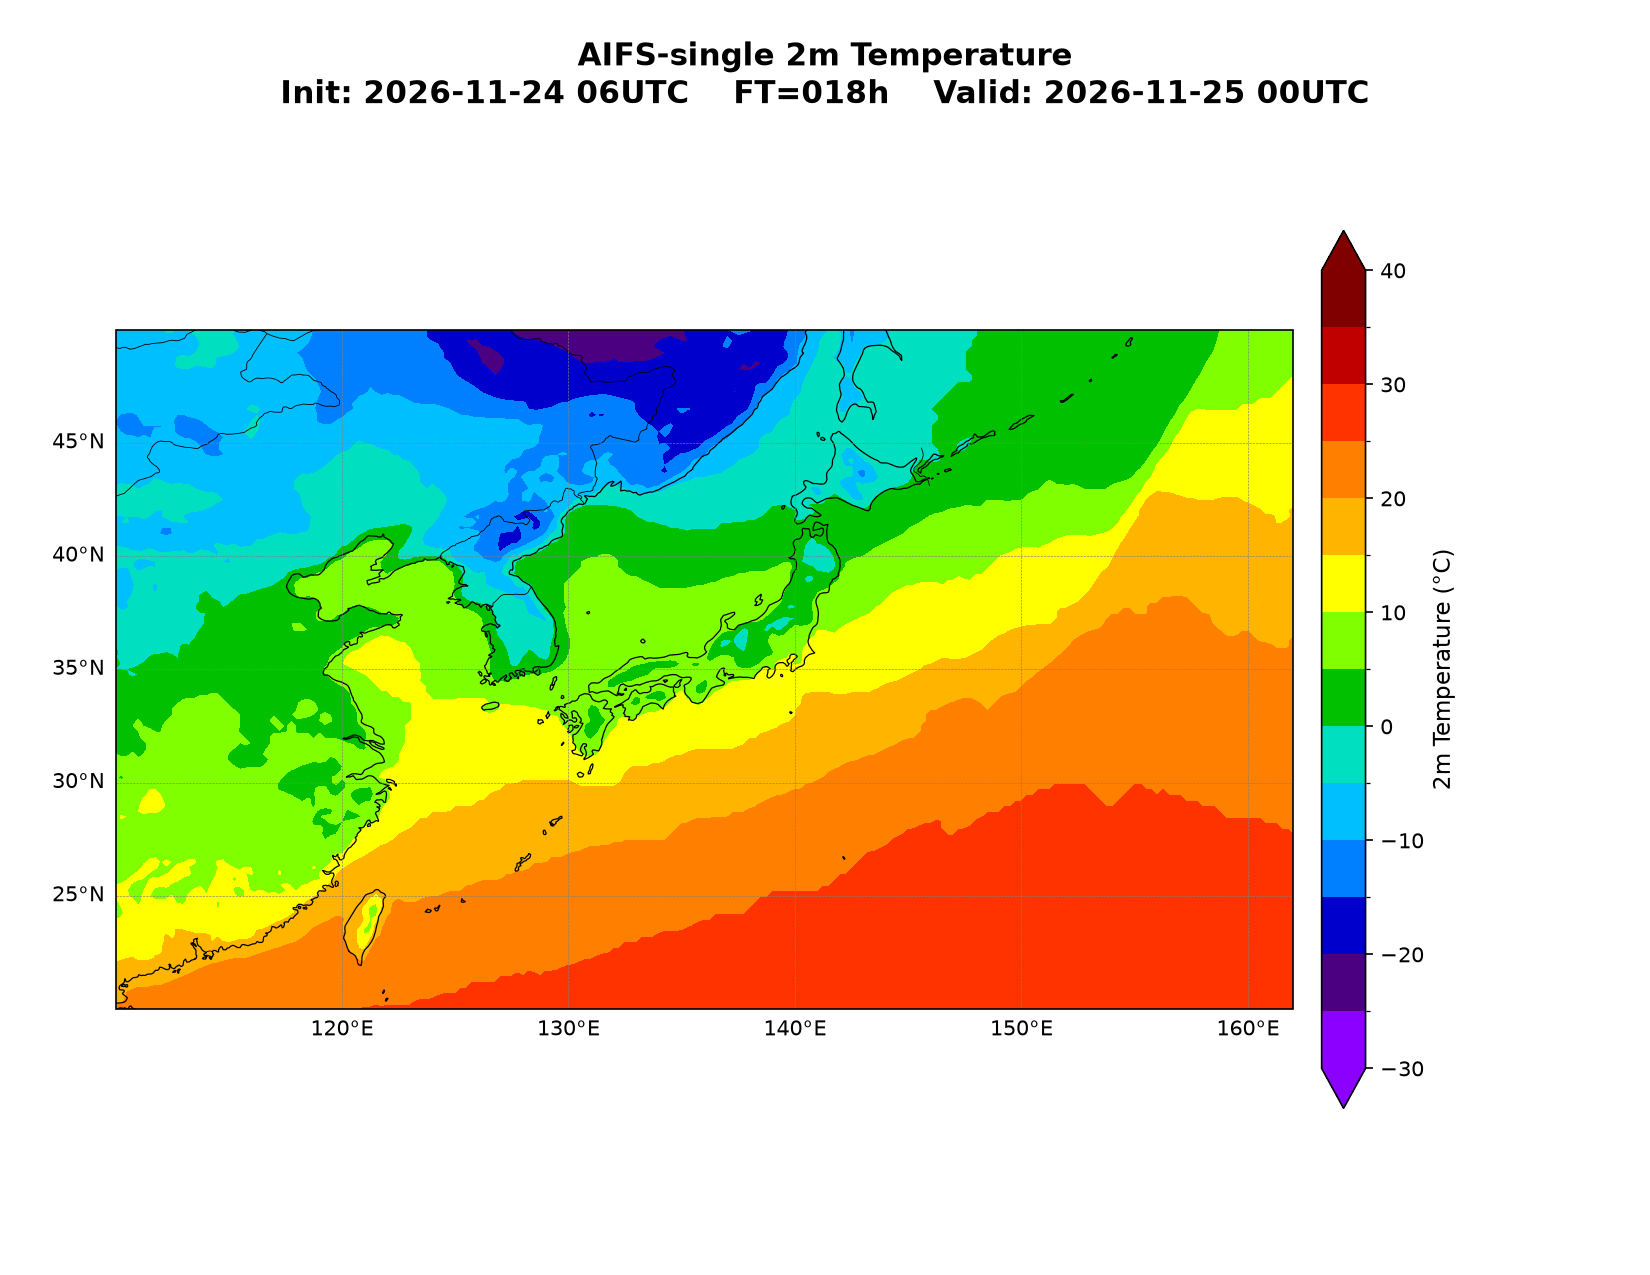 AIFS-single 2m Temperature
Init: 2026-11-24 06UTC    FT=018h    Valid: 2026-11-25 00UTC
45°N
40°N
35°N
30°N
25°N
120°E
130°E
140°E
150°E
160°E
40
30
20
10
0
−10
−20
−30
2m Temperature (°C)